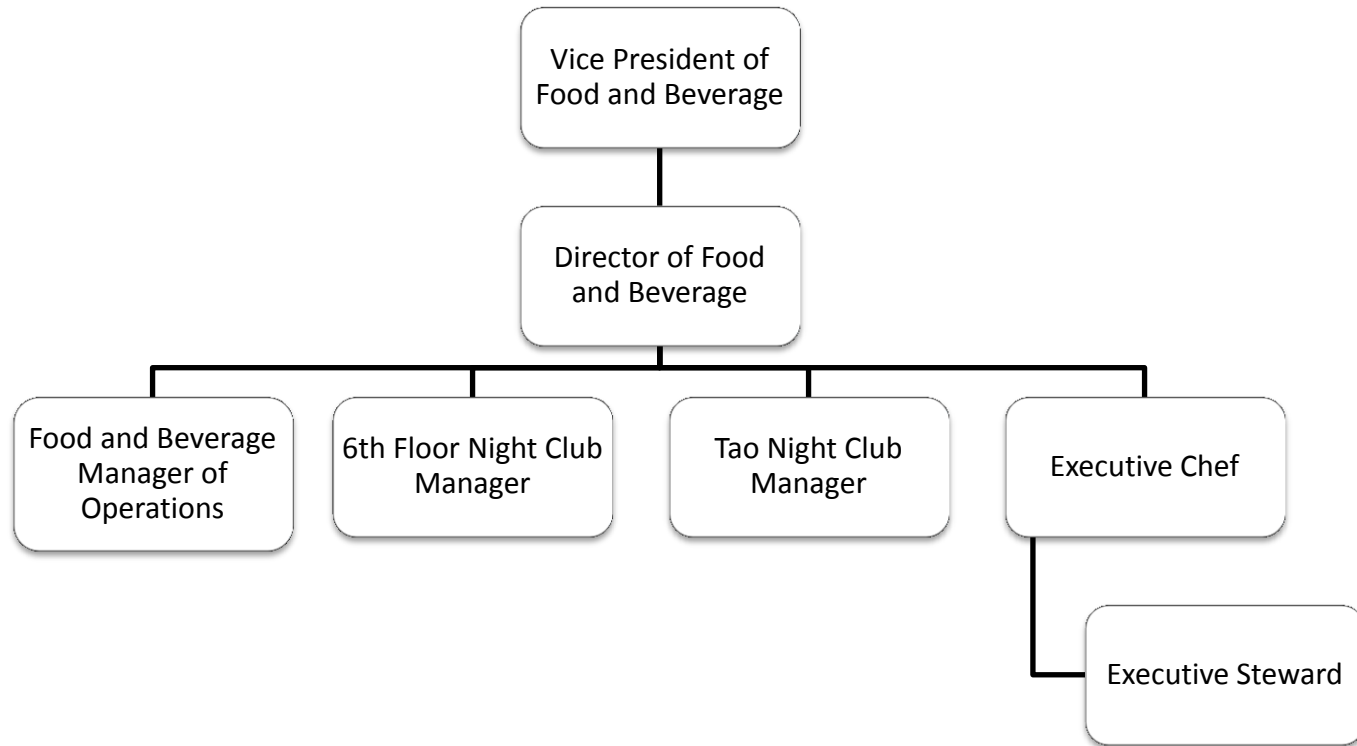 Vice President of
Food and Beverage
Director of Food
and Beverage
Food and Beverage
Manager of
Operations
6th Floor Night Club
Manager
Tao Night Club
Manager
Executive Chef
Executive Steward